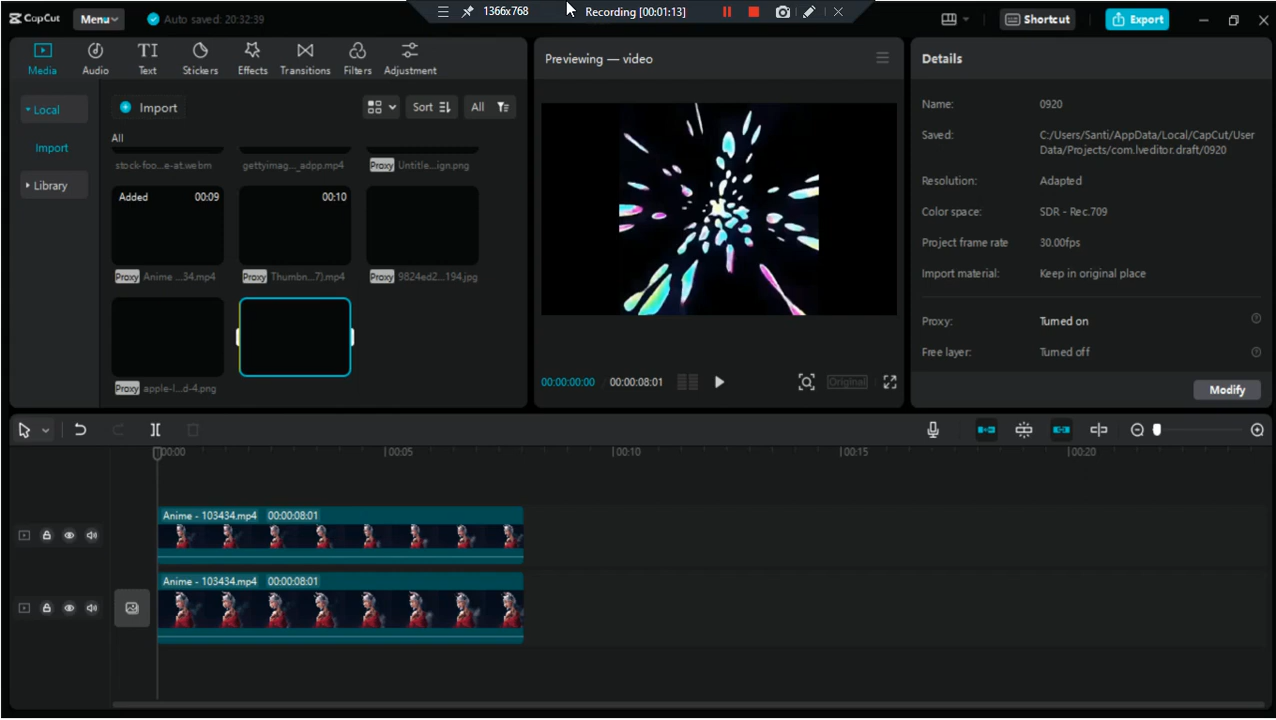 CapCut Menu Auto saved: 20:32:39 1366x768 Recording [00:01:13] Shortcut Export
Media Audio Text Stickers Effects Transitions Filters Adjustment
Local
Import
Library
Import Sort All
All
stock-foo...e-at.webm gettyimag..._adpp.mp4 Proxy Untitle...ign.png
Added 00:09 00:10
Proxy Anime ...34.mp4 Proxy Thumbn...7).mp4 Proxy 9824ed2...194.jpg
Proxy apple-l...d-4.png
Previewing — video
00:00:00:00 / 00:00:08:01 Original
Details
Name: 0920
Saved: C:/Users/Santi/AppData/Local/CapCut/User
Data/Projects/com.lveditor.draft/0920
Resolution: Adapted
Color space: SDR - Rec.709
Project frame rate 30.00fps
Import material: Keep in original place
Proxy: Turned on
Free layer: Turned off
Modify
00:00 00:05 00:10 00:15 00:20
Anime - 103434.mp4 00:00:08:01
Anime - 103434.mp4 00:00:08:01